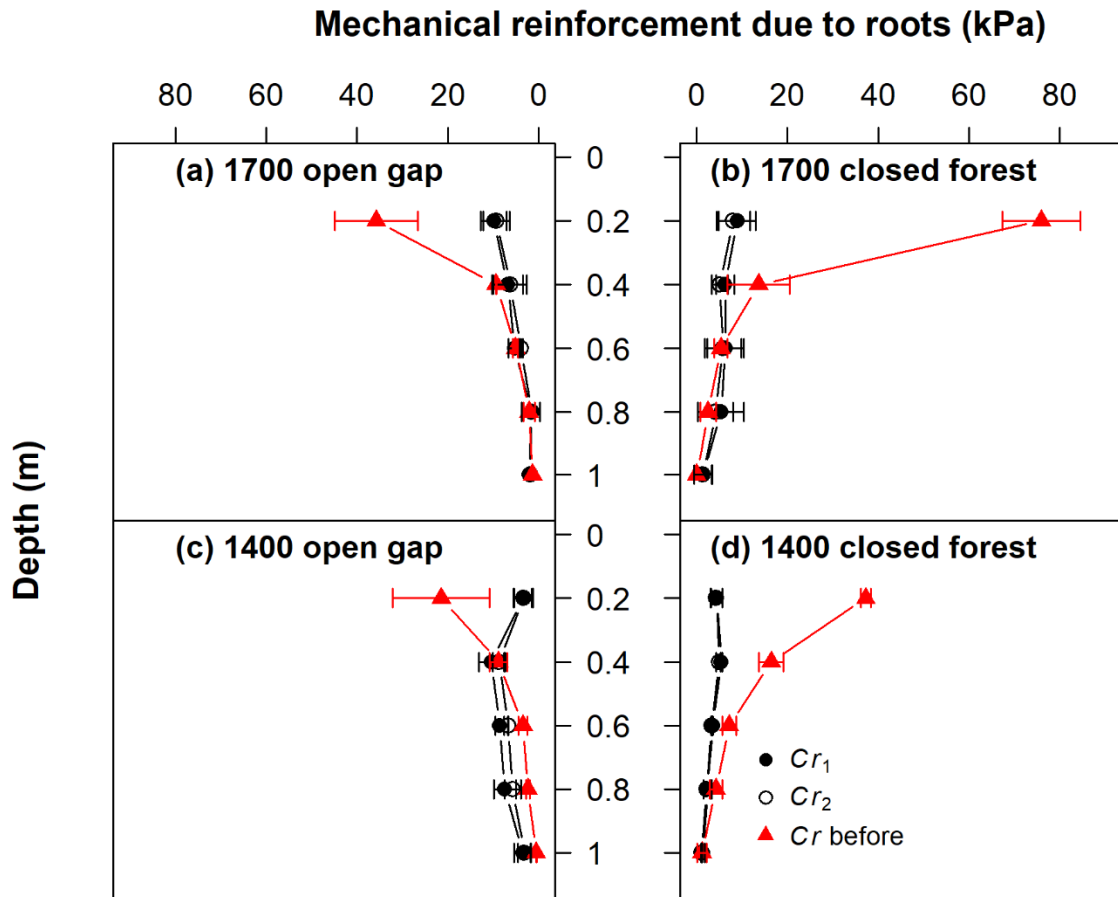 Mechanical reinforcement due to roots (kPa)
80 60 40 20 0 0 20 40 60 80
(a) 1700 open gap
(b) 1700 closed forest
0
0.2
0.4
0.6
0.8
1
Depth (m)
(c) 1400 open gap
(d) 1400 closed forest
0
0.2
0.4
0.6
0.8
1
Cr1
Cr2
Cr before